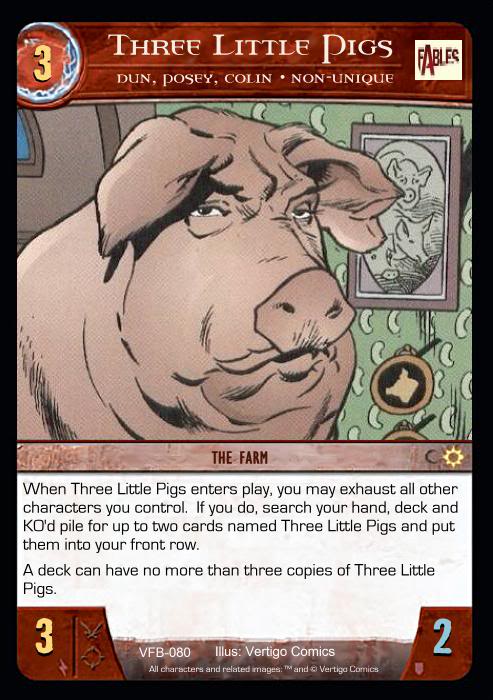 3
THREE LITTLE PIGS
DUN, POSEY, COLIN • NON-UNIQUE
FABLES
THE FARM
C
When Three Little Pigs enters play, you may exhaust all other
characters you control.  If you do, search your hand, deck and
KO'd pile for up to two cards named Three Little Pigs and put
them into your front row.
A deck can have no more than three copies of Three Little
Pigs.
3
2
VFB-080 Illus: Vertigo Comics
All characters and related images: ™ and © Vertigo Comics